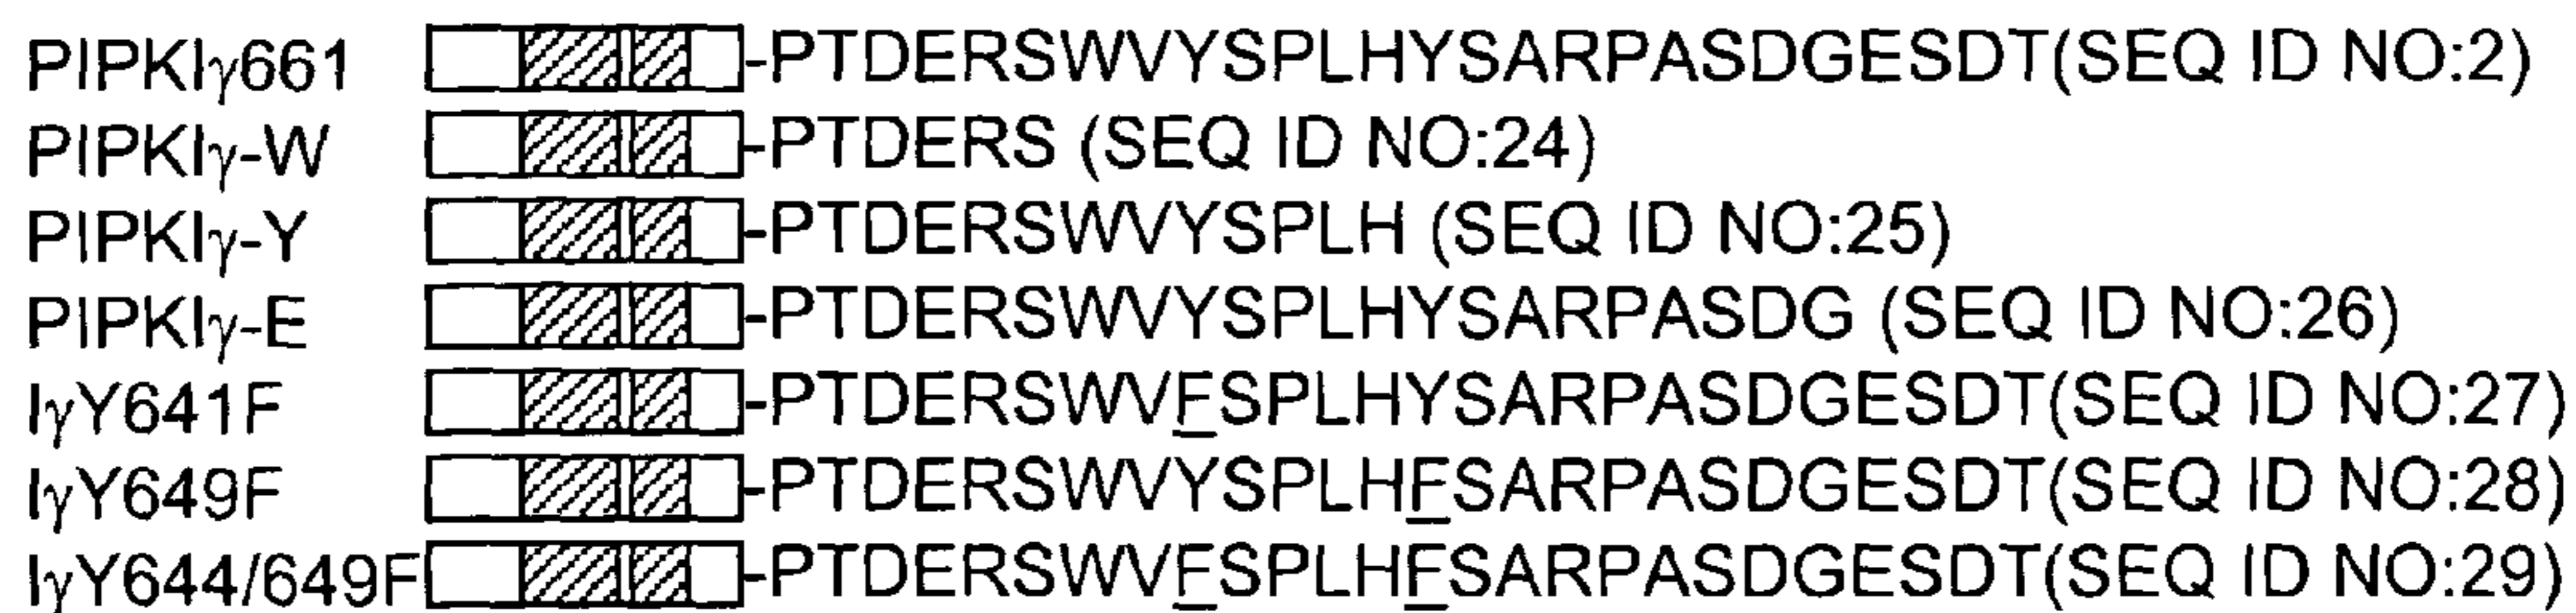 PIPKIγ661 -PTDERSWVYSPLHYSARPASDGESDT(SEQ ID NO:2)
PIPKIγ-W -PTDERS (SEQ ID NO:24)
PIPKIγ-Y -PTDERSWVYSPLH (SEQ ID NO:25)
PIPKIγ-E -PTDERSWVYSPLHYSARPASDG (SEQ ID NO:26)
IγY641F -PTDERSWVFSPLHYSARPASDGESDT(SEQ ID NO:27)
IγY649F -PTDERSWVYSPLHFSARPASDGESDT(SEQ ID NO:28)
IγY644/649F -PTDERSWVFSPLHFSARPASDGESDT(SEQ ID NO:29)